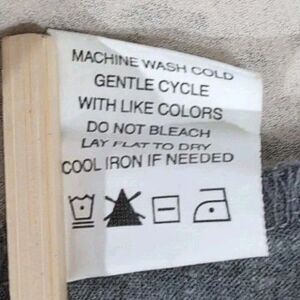 MACHINE WASH COLD
GENTLE CYCLE
WITH LIKE COLORS
DO NOT BLEACH
LAY FLAT TO DRY
COOL IRON IF NEEDED